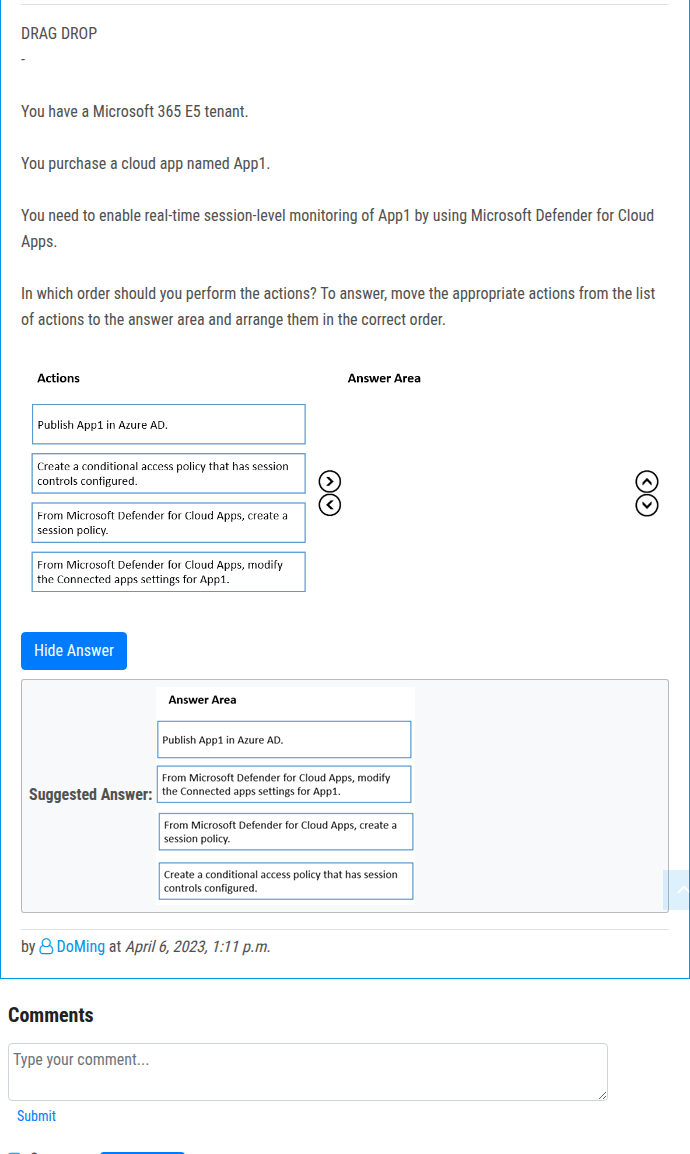 DRAG DROP
-
You have a Microsoft 365 E5 tenant.
You purchase a cloud app named App1.
You need to enable real-time session-level monitoring of App1 by using Microsoft Defender for Cloud
Apps.
In which order should you perform the actions? To answer, move the appropriate actions from the list
of actions to the answer area and arrange them in the correct order.
Actions
Answer Area
Publish App1 in Azure AD.
Create a conditional access policy that has session
controls configured.
From Microsoft Defender for Cloud Apps, create a
session policy.
From Microsoft Defender for Cloud Apps, modify
the Connected apps settings for App1.
Hide Answer
Suggested Answer:
Answer Area
Publish App1 in Azure AD.
From Microsoft Defender for Cloud Apps, modify
the Connected apps settings for App1.
From Microsoft Defender for Cloud Apps, create a
session policy.
Create a conditional access policy that has session
controls configured.
by DoMing at April 6, 2023, 1:11 p.m.
Comments
Type your comment...
Submit